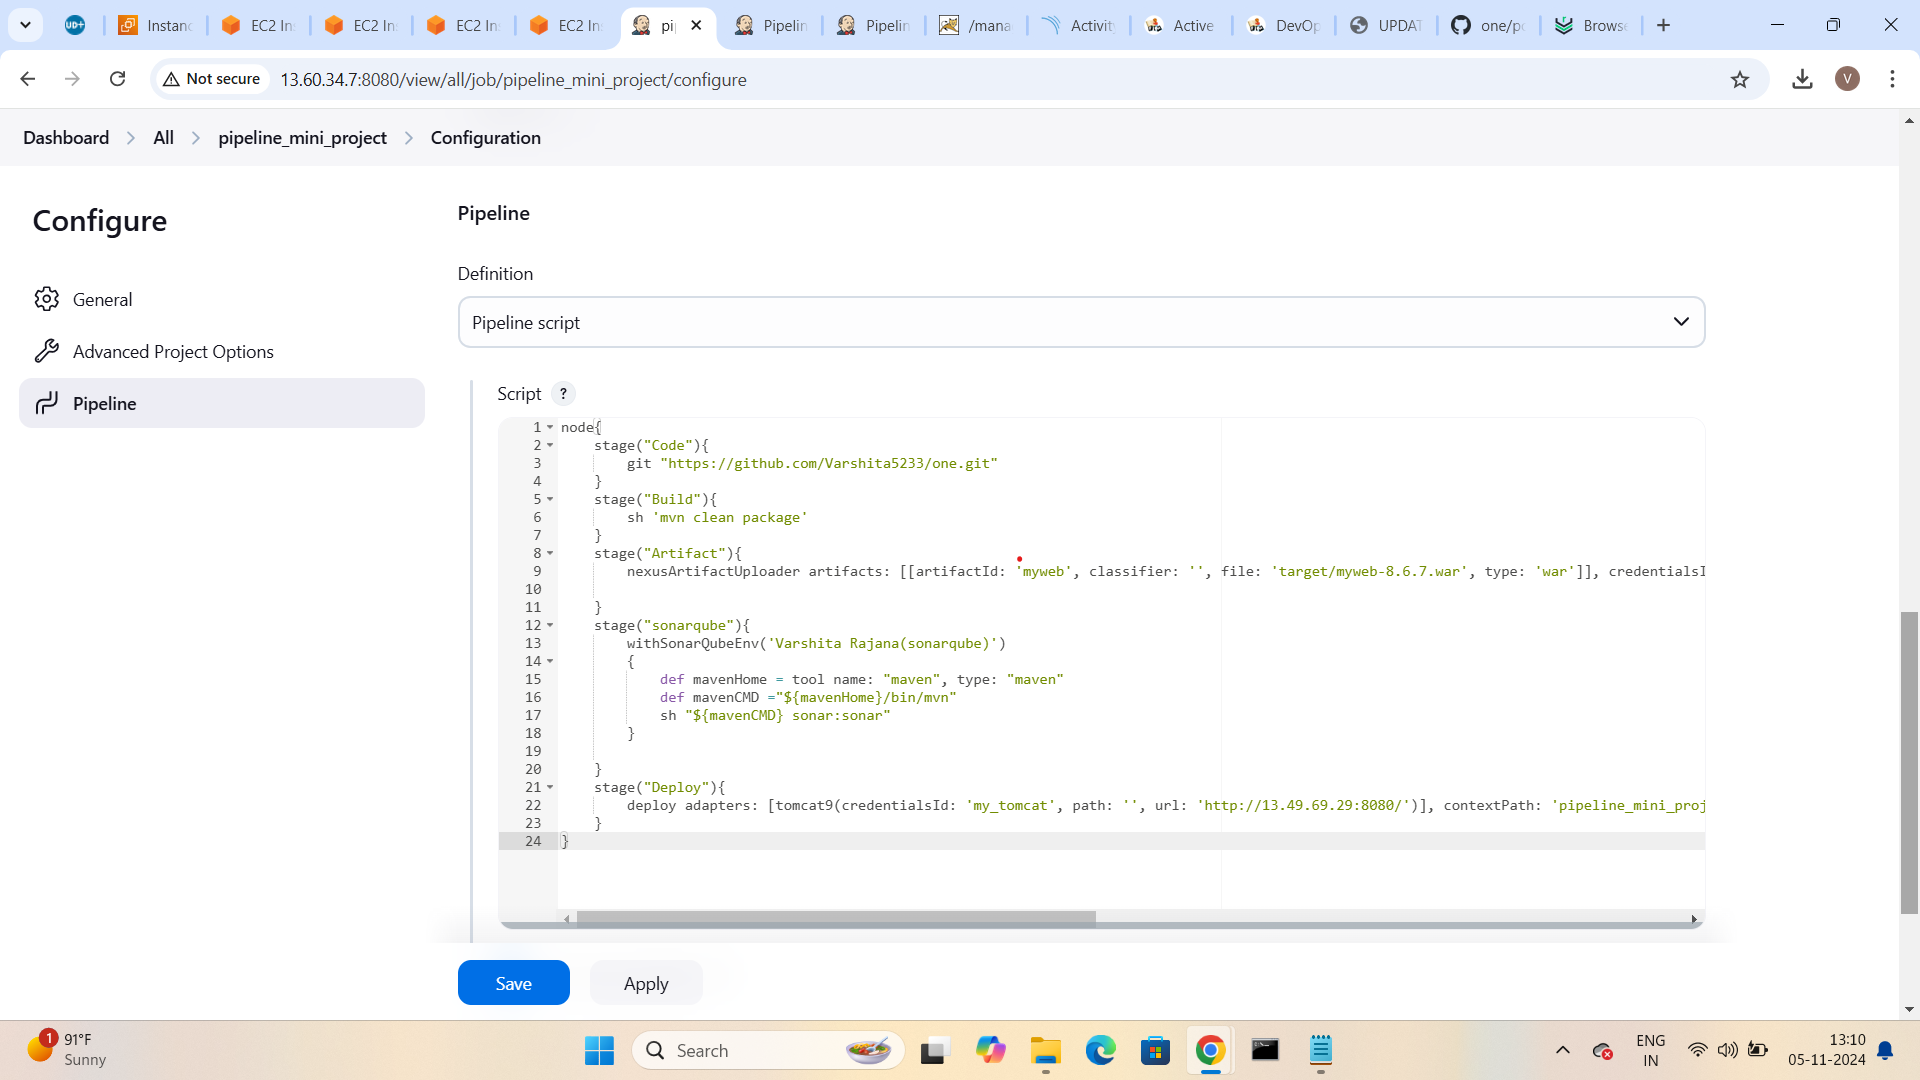 UD+
Instanc
EC2 Ins
EC2 Ins
EC2 Ins
EC2 Ins
pi
Pipelin
Pipelin
/mana
Activity
Active
DevOp
UPDAT
one/po
Browse
Not secure
13.60.34.7:8080/view/all/job/pipeline_mini_project/configure
V
Dashboard > All > pipeline_mini_project > Configuration
Configure
General
Advanced Project Options
Pipeline
Pipeline
Definition
Pipeline script
Script ?
1 node{
2 stage("Code"){
3 git "https://github.com/Varshita5233/one.git"
4 }
5 stage("Build"){
6 sh 'mvn clean package'
7 }
8 stage("Artifact"){
9 nexusArtifactUploader artifacts: [[artifactId: 'myweb', classifier: '', file: 'target/myweb-8.6.7.war', type: 'war']], credentialsI
10
11 }
12 stage("sonarqube"){
13 withSonarQubeEnv('Varshita Rajana(sonarqube)')
14 {
15 def mavenHome = tool name: "maven", type: "maven"
16 def mavenCMD ="${mavenHome}/bin/mvn"
17 sh "${mavenCMD} sonar:sonar"
18 }
19
20 }
21 stage("Deploy"){
22 deploy adapters: [tomcat9(credentialsId: 'my_tomcat', path: '', url: 'http://13.49.69.29:8080/')], contextPath: 'pipeline_mini_proj
23 }
24 }
Save
Apply
1
91°F
Sunny
Search
ENG
IN
13:10
05-11-2024